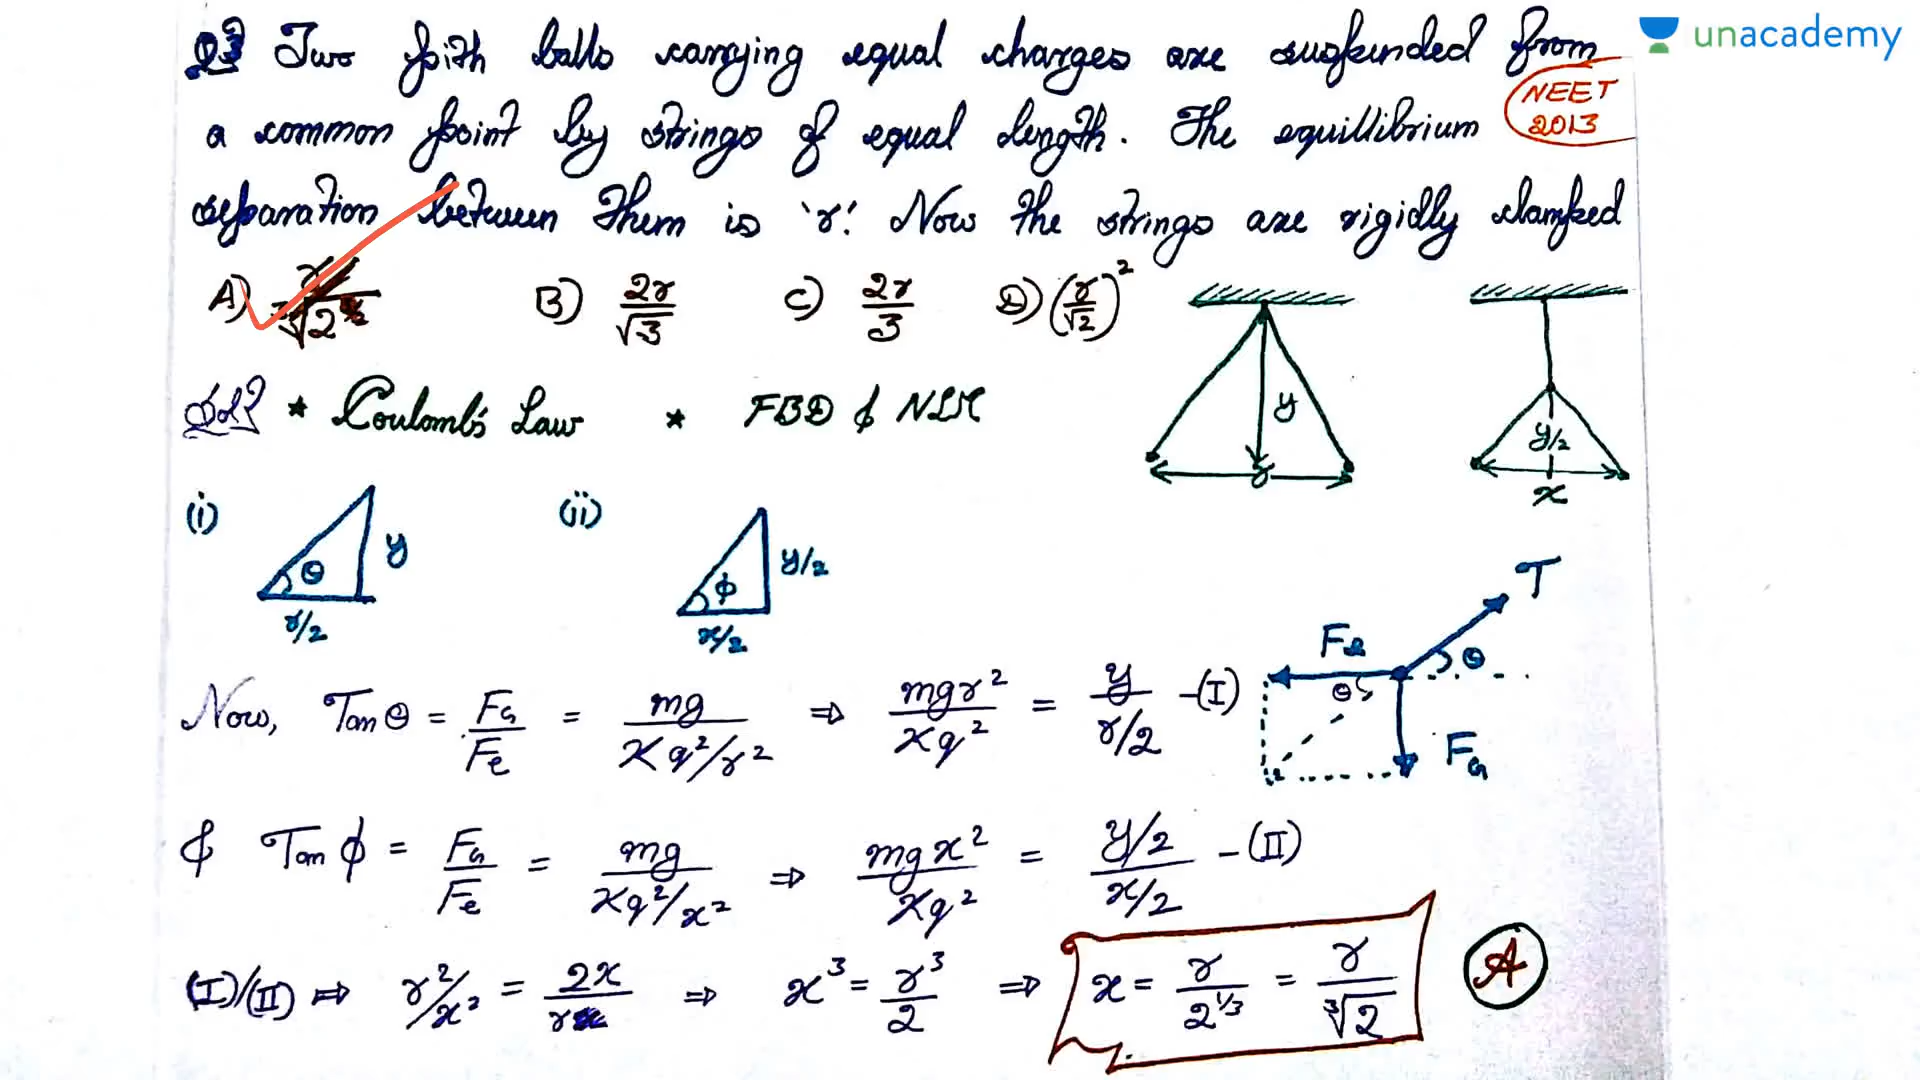 Q3 Two pith balls carrying equal charges are suspended from
unacademy
a common point by strings of equal length. The equillibrium
NEET
2013
separation between them is 'r'. Now the strings are rigidly clamped
A) r/∛2 B) 2r/√3 C) 2r/3 D) (r/√2)²
y
r
y/2
x
Sol? * Coulomb's Law * FBD & NLM
(i) θ y r/2
(ii) ϕ y/2 x/2
T
Fe θ
θ
FG
Now, Tan θ = FG/Fe = mg/(Kq²/r²) ⇒ mgr²/Kq² = y/(r/2) -(I)
& Tan ϕ = FG/Fe = mg/(Kq²/x²) ⇒ mgx²/Kq² = (y/2)/(x/2) -(II)
(I)/(II) ⇒ r²/x² = 2x/r ⇒ x³ = r³/2 ⇒ x = r/2^1/3 = r/∛2 A